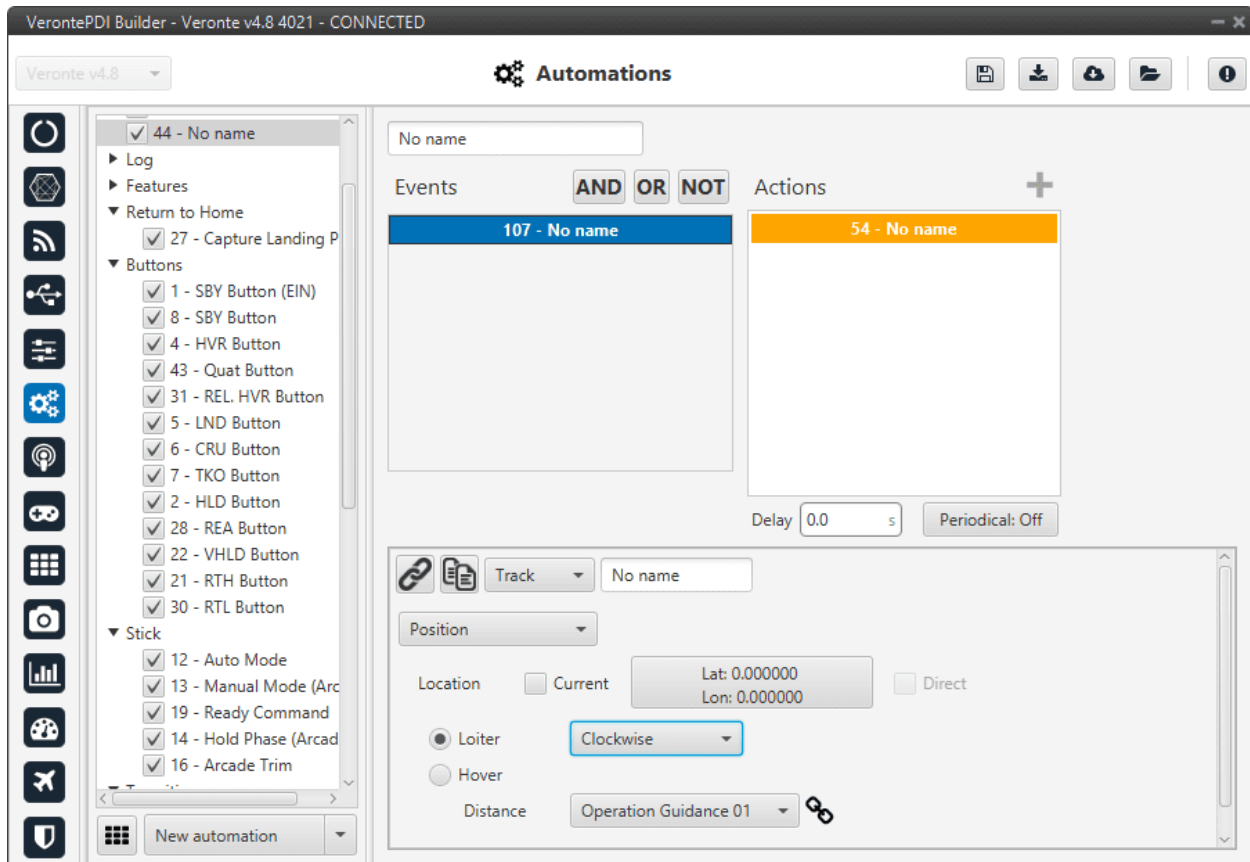 VerontePDI Builder - Veronte v4.8 4021 - CONNECTED
Veronte v4.8
Automations
44 - No name
Log
Features
Return to Home
27 - Capture Landing P
Buttons
1 - SBY Button (EIN)
8 - SBY Button
4 - HVR Button
43 - Quat Button
31 - REL. HVR Button
5 - LND Button
6 - CRU Button
7 - TKO Button
2 - HLD Button
28 - REA Button
22 - VHLD Button
21 - RTH Button
30 - RTL Button
Stick
12 - Auto Mode
13 - Manual Mode (Arc
19 - Ready Command
14 - Hold Phase (Arcad
16 - Arcade Trim
New automation
No name
Events AND OR NOT Actions
107 - No name
54 - No name
Delay 0.0 s Periodical: Off
Track No name
Position
Location Current Lat: 0.000000
Lon: 0.000000 Direct
Loiter Clockwise
Hover
Distance Operation Guidance 01